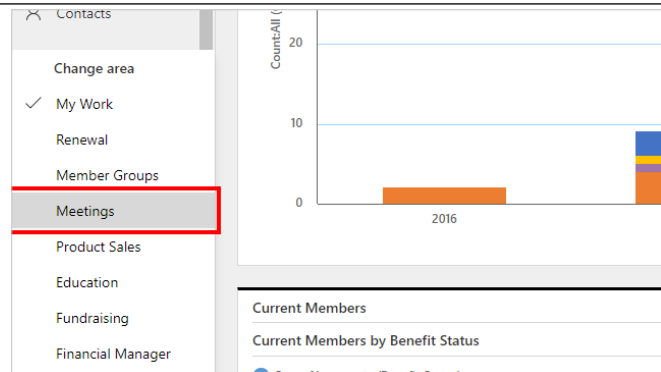 Contacts
Change area
My Work
Renewal
Member Groups
Meetings
Product Sales
Education
Fundraising
Financial Manager
Count:All (
20
10
0
2016
Current Members
Current Members by Benefit Status